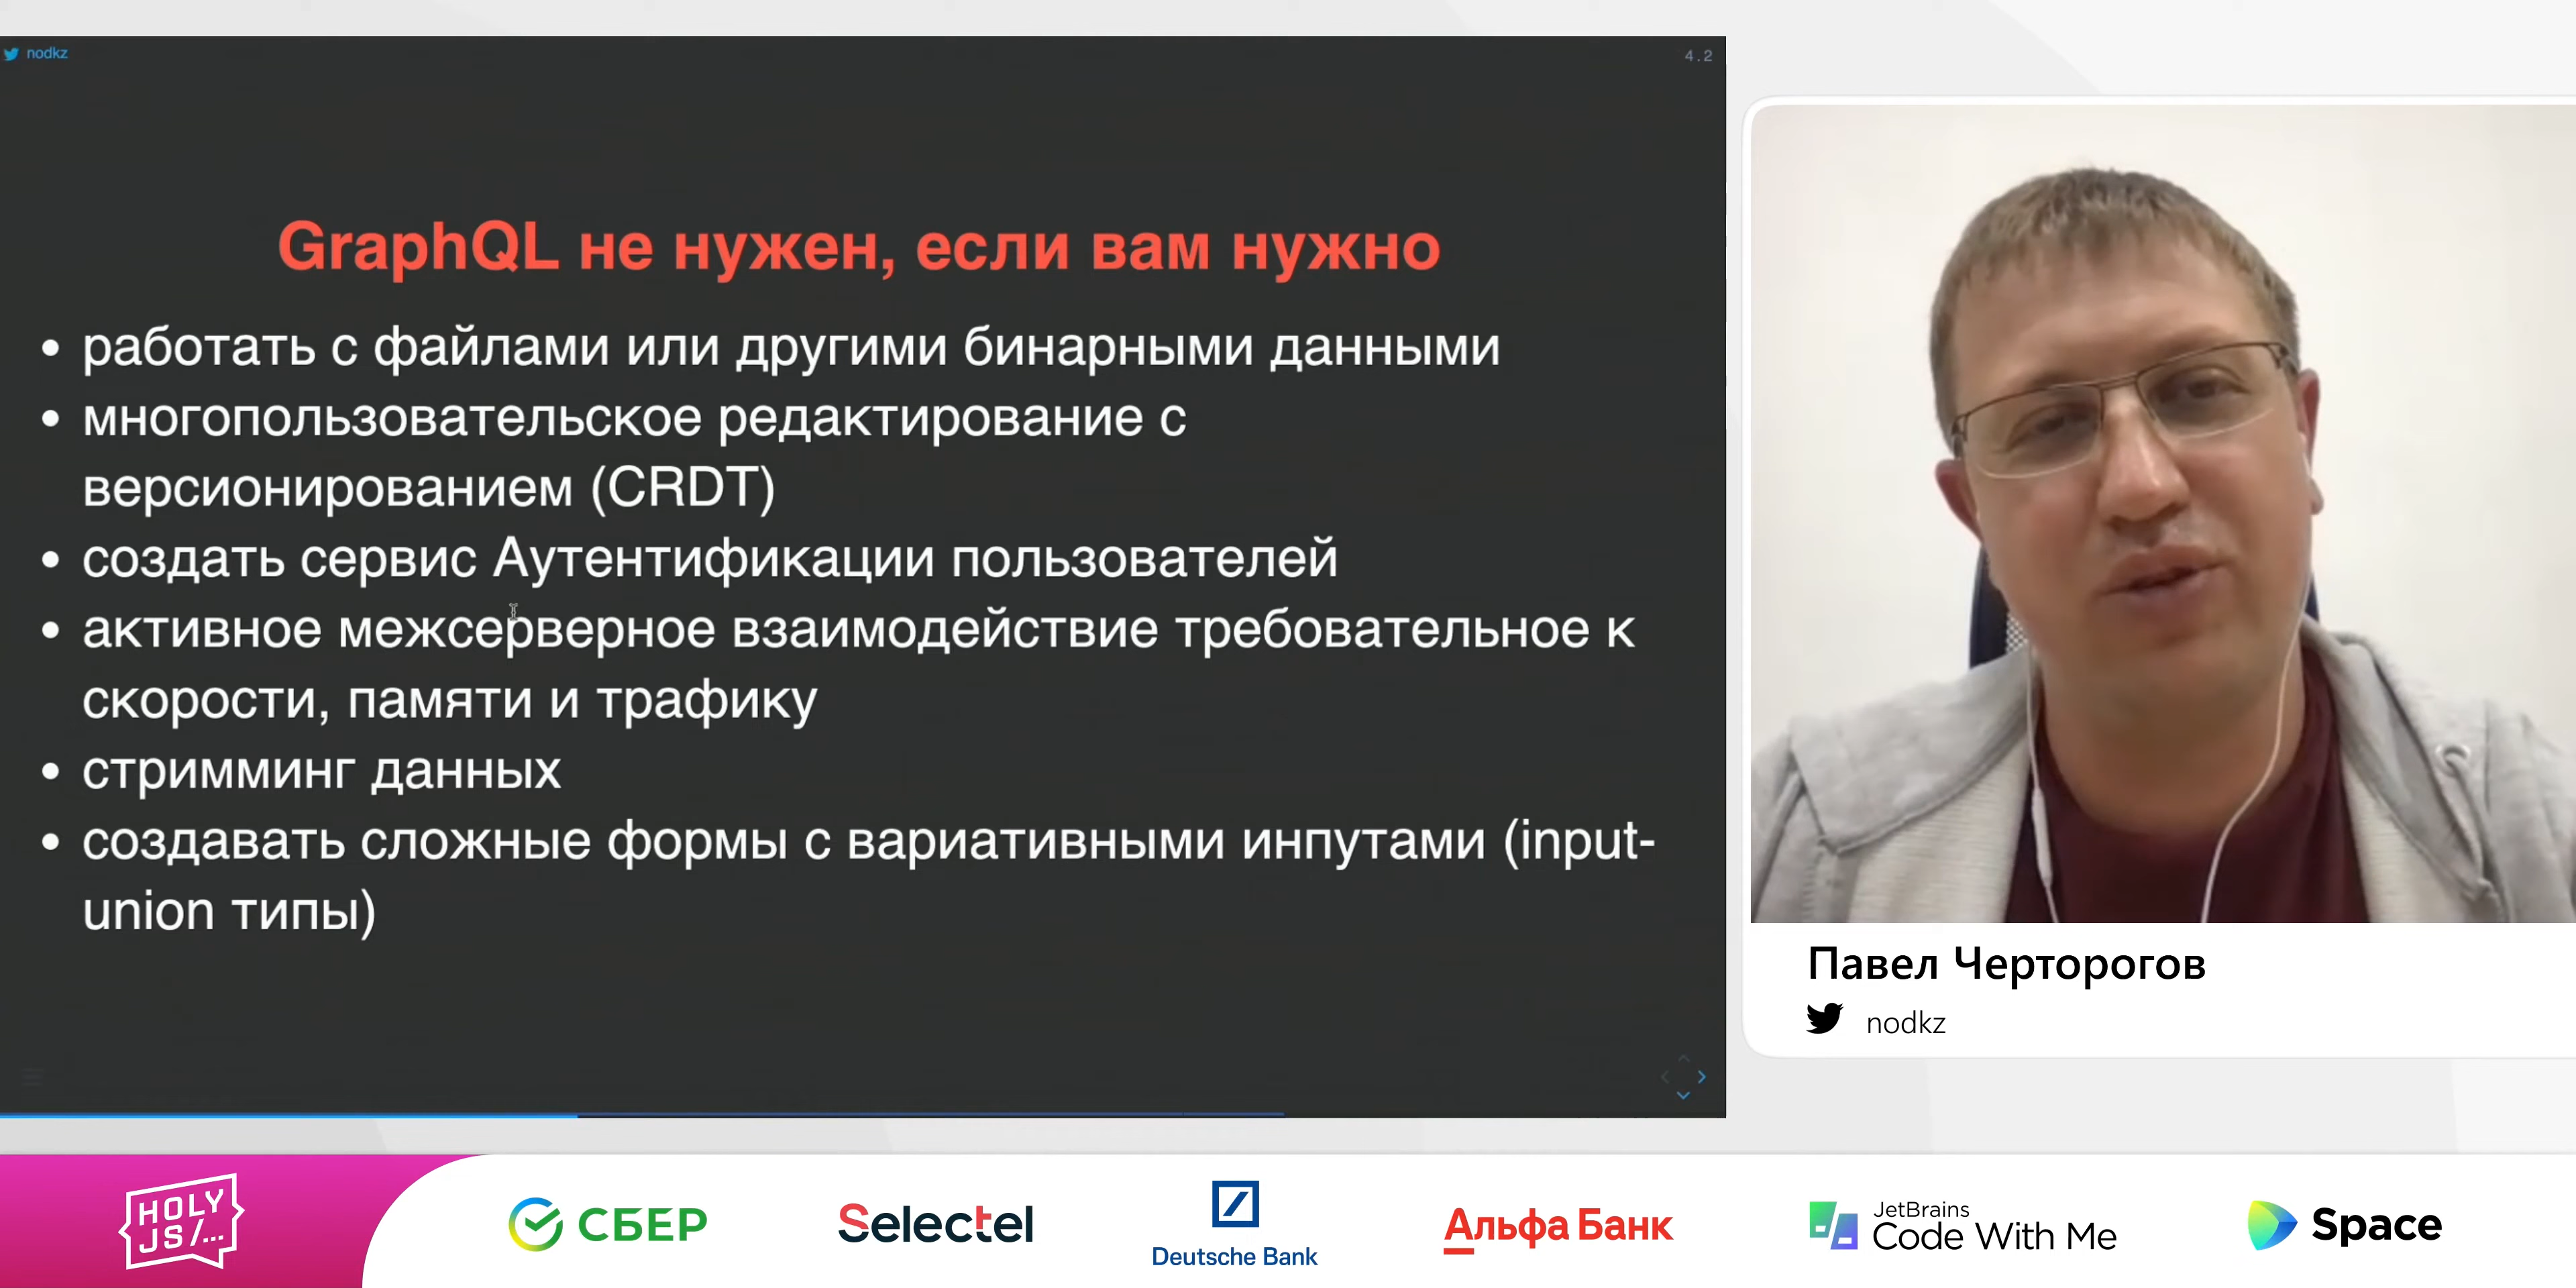 nodkz
4.2
GraphQL не нужен, если вам нужно
• работать с файлами или другими бинарными данными
• многопользовательское редактирование с
версионированием (CRDT)
• создать сервис Аутентификации пользователей
• активное межсерверное взаимодействие требовательное к
скорости, памяти и трафику
• стримминг данных
• создавать сложные формы с вариативными инпутами (input-
union типы)
Павел Черторогов
nodkz
HOLY
JS/...
СБЕР
Selectel
Deutsche Bank
Альфа Банк
JetBrains
Code With Me
Space